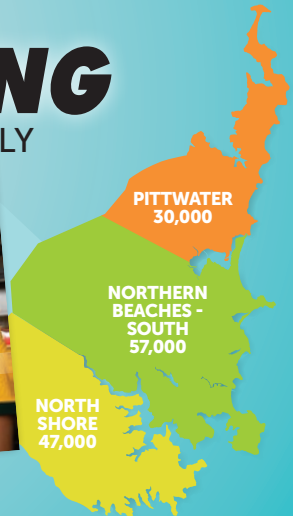 NG
LY
PITTWATER
30,000
NORTHERN
BEACHES -
SOUTH
57,000
NORTH
SHORE
47,000